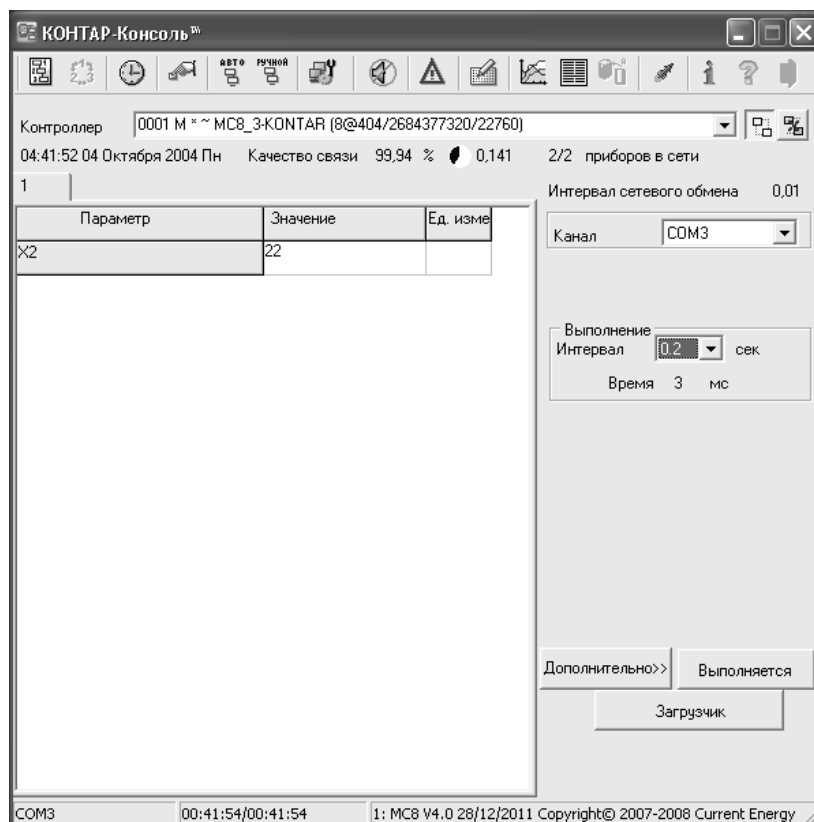 КОНТАР-Консоль™
АВТО РУЧНОЙ
Контроллер 0001 M * ~ MC8_3-KONTAR (8@404/2684377320/22760)
04:41:52 04 Октября 2004 Пн Качество связи 99,94 % 0,141 2/2 приборов в сети
1
Интервал сетевого обмена 0,01
Параметр Значение Ед. изме
Канал COM3
X2 22
Выполнение
Интервал 0.2 сек
Время 3 мс
Дополнительно>> Выполняется
Загрузчик
COM3 00:41:54/00:41:54 1: MC8 V4.0 28/12/2011 Copyright© 2007-2008 Current Energy